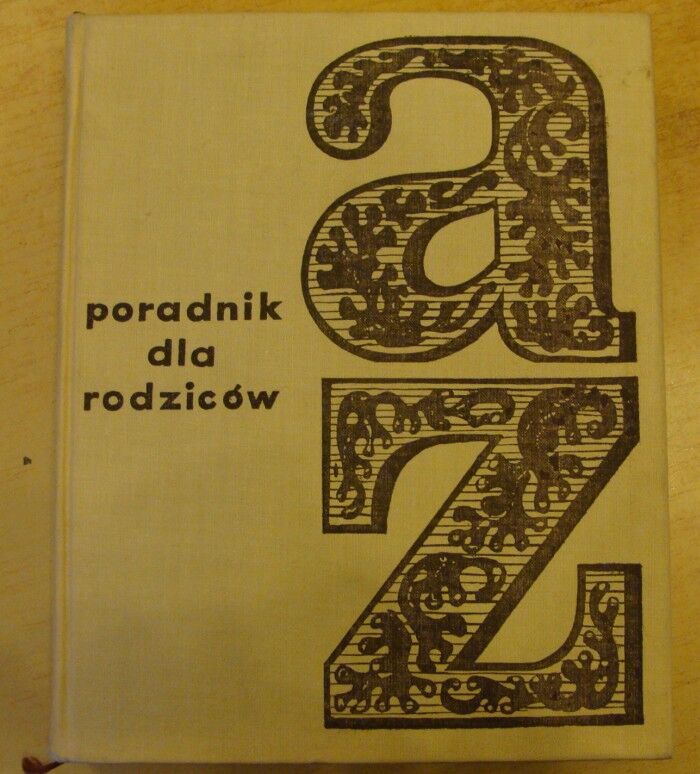 a
z
poradnik
dla
rodziców